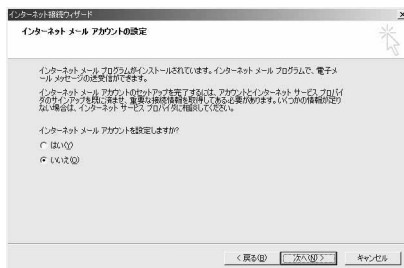 インターネット接続ウィザード
インターネット メール アカウントの設定
インターネット メール プログラムがインストールされています。インターネット メール プログラムで、電子メ
ール メッセージの送受信ができます。
インターネット メール アカウントのセットアップを完了するには、アカウントとインターネット サービス プロバイ
ダのサインアップを既に済ませ、重要な接続情報を取得してある必要があります。いくつかの情報が足り
ない場合は、インターネット サービス プロバイダに相談してください。
インターネット メール アカウントを設定しますか?
はい(Y)
いいえ(O)
< 戻る(B)
次へ(N) >
キャンセル